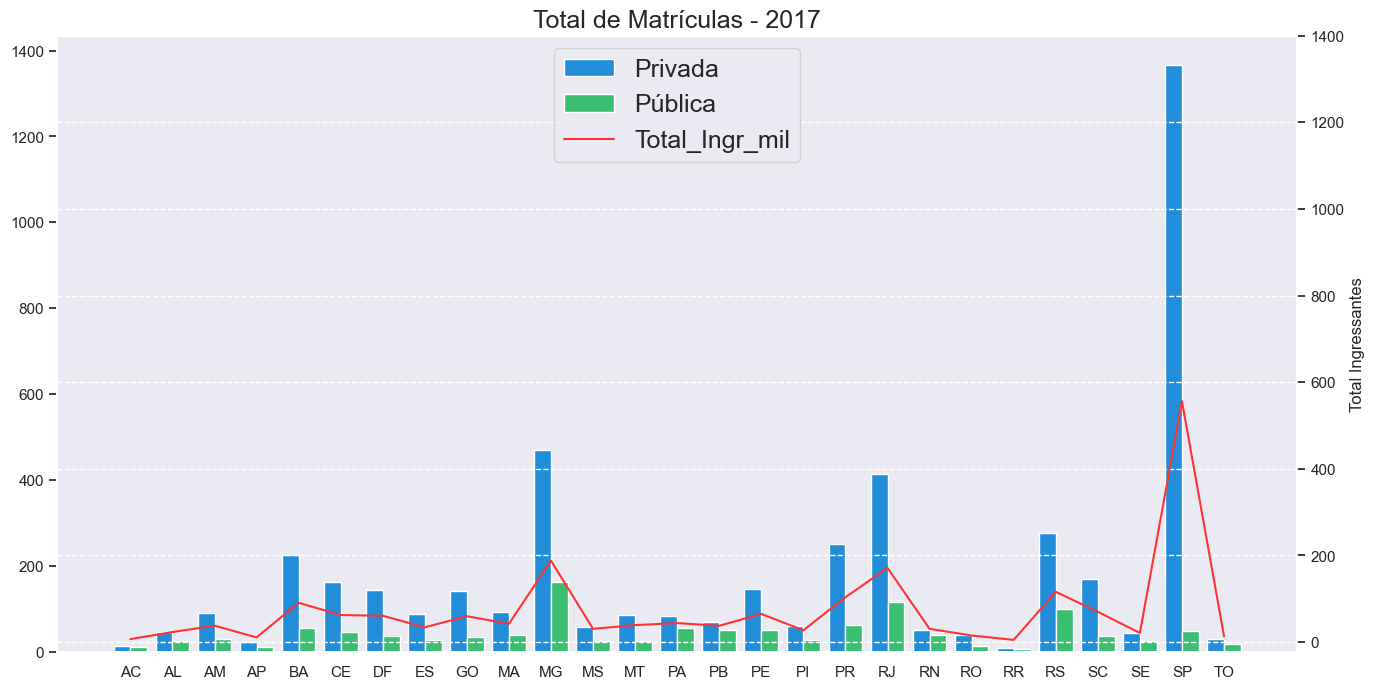 Total de Matrículas - 2017
Privada
Pública
Total_Ingr_mil
1400
1200
1000
800
600
400
200
0
1400
1200
1000
800
600
400
200
0
Total Ingressantes
AC AL AM AP BA CE DF ES GO MA MG MS MT PA PB PE PI PR RJ RN RO RR RS SC SE SP TO